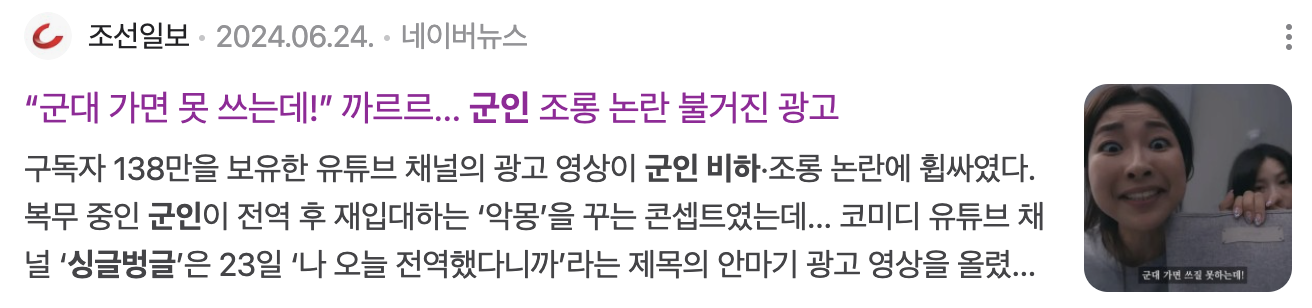 조선일보 · 2024.06.24. · 네이버뉴스
“군대 가면 못 쓰는데!” 까르르... 군인 조롱 논란 불거진 광고
구독자 138만을 보유한 유튜브 채널의 광고 영상이 군인 비하·조롱 논란에 휩싸였다.
복무 중인 군인이 전역 후 재입대하는 ‘악몽’을 꾸는 콘셉트였는데... 코미디 유튜브 채
널 ‘싱글벙글’은 23일 ‘나 오늘 전역했다니까’라는 제목의 안마기 광고 영상을 올렸...
군대 가면 쓰질 못하는데!